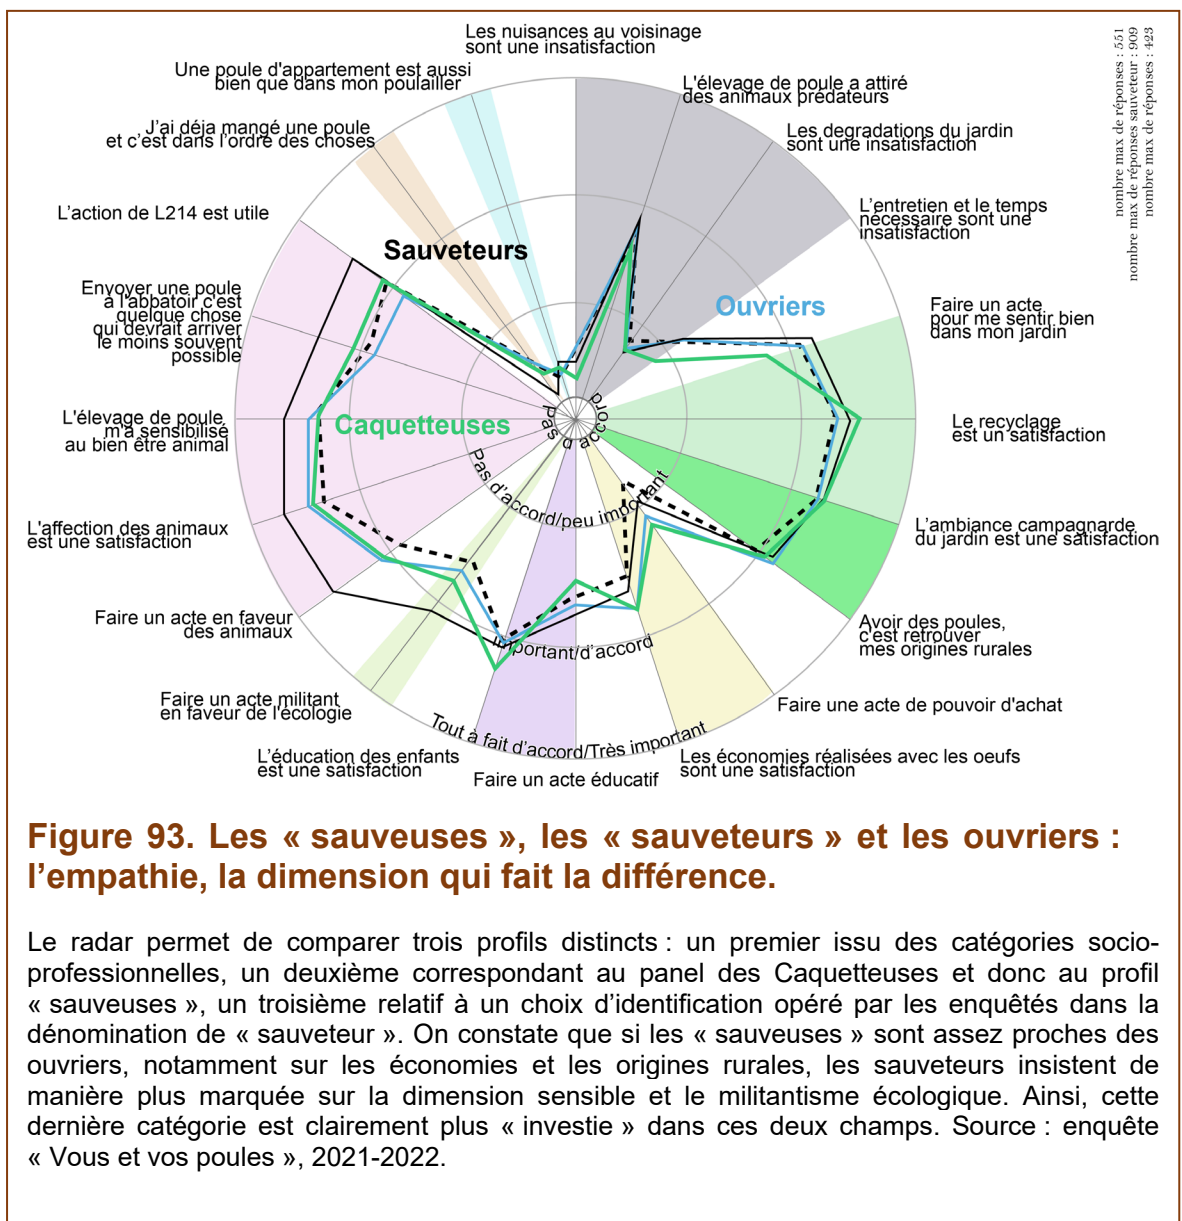 Les nuisances au voisinage
sont une insatisfaction
Une poule d'appartement est aussi
bien que dans mon poulailler
L'élevage de poule a attiré
des animaux prédateurs
J'ai déja mangé une poule
et c'est dans l'ordre des choses
Les degradations du jardin
sont une insatisfaction
nombre max de réponses : 551
nombre max de réponses sauveteur : 909
nombre max de réponses : 423
L'action de L214 est utile
L'entretien et le temps
nécessaire sont une
insatisfaction
Sauveteurs
Envoyer une poule
à l'abbatoir c'est
quelque chose
qui devrait arriver
le moins souvent
possible
Ouvriers
Faire un acte
pour me sentir bien
dans mon jardin
L'élevage de poule
m'a sensibilisé
au bien être animal
Caquetteuses
Pas d'accord
Le recyclage
est un satisfaction
Pas d'accord/peu important
L'affection des animaux
est une satisfaction
L'ambiance campagnarde
du jardin est une satisfaction
Faire un acte en faveur
des animaux
Avoir des poules,
c'est retrouver
mes origines rurales
Important/d'accord
Faire un acte militant
en faveur de l'écologie
Faire une acte de pouvoir d'achat
Tout à fait d'accord/Très important
L'éducation des enfants
est une satisfaction
Faire un acte éducatif
Les économies réalisées avec les oeufs
sont une satisfaction
Figure 93. Les « sauveuses », les « sauveteurs » et les ouvriers :
l'empathie, la dimension qui fait la différence.
Le radar permet de comparer trois profils distincts : un premier issu des catégories socio-
professionnelles, un deuxième correspondant au panel des Caquetteuses et donc au profil
« sauveuses », un troisième relatif à un choix d'identification opéré par les enquêtés dans la
dénomination de « sauveteur ». On constate que si les « sauveuses » sont assez proches des
ouvriers, notamment sur les économies et les origines rurales, les sauveteurs insistent de
manière plus marquée sur la dimension sensible et le militantisme écologique. Ainsi, cette
dernière catégorie est clairement plus « investie » dans ces deux champs. Source : enquête
« Vous et vos poules », 2021-2022.